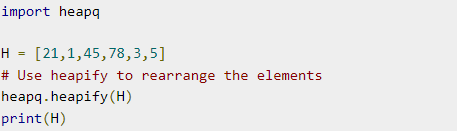 import heapq
H = [21,1,45,78,3,5]
# Use heapify to rearrange the elements
heapq.heapify(H)
print(H)